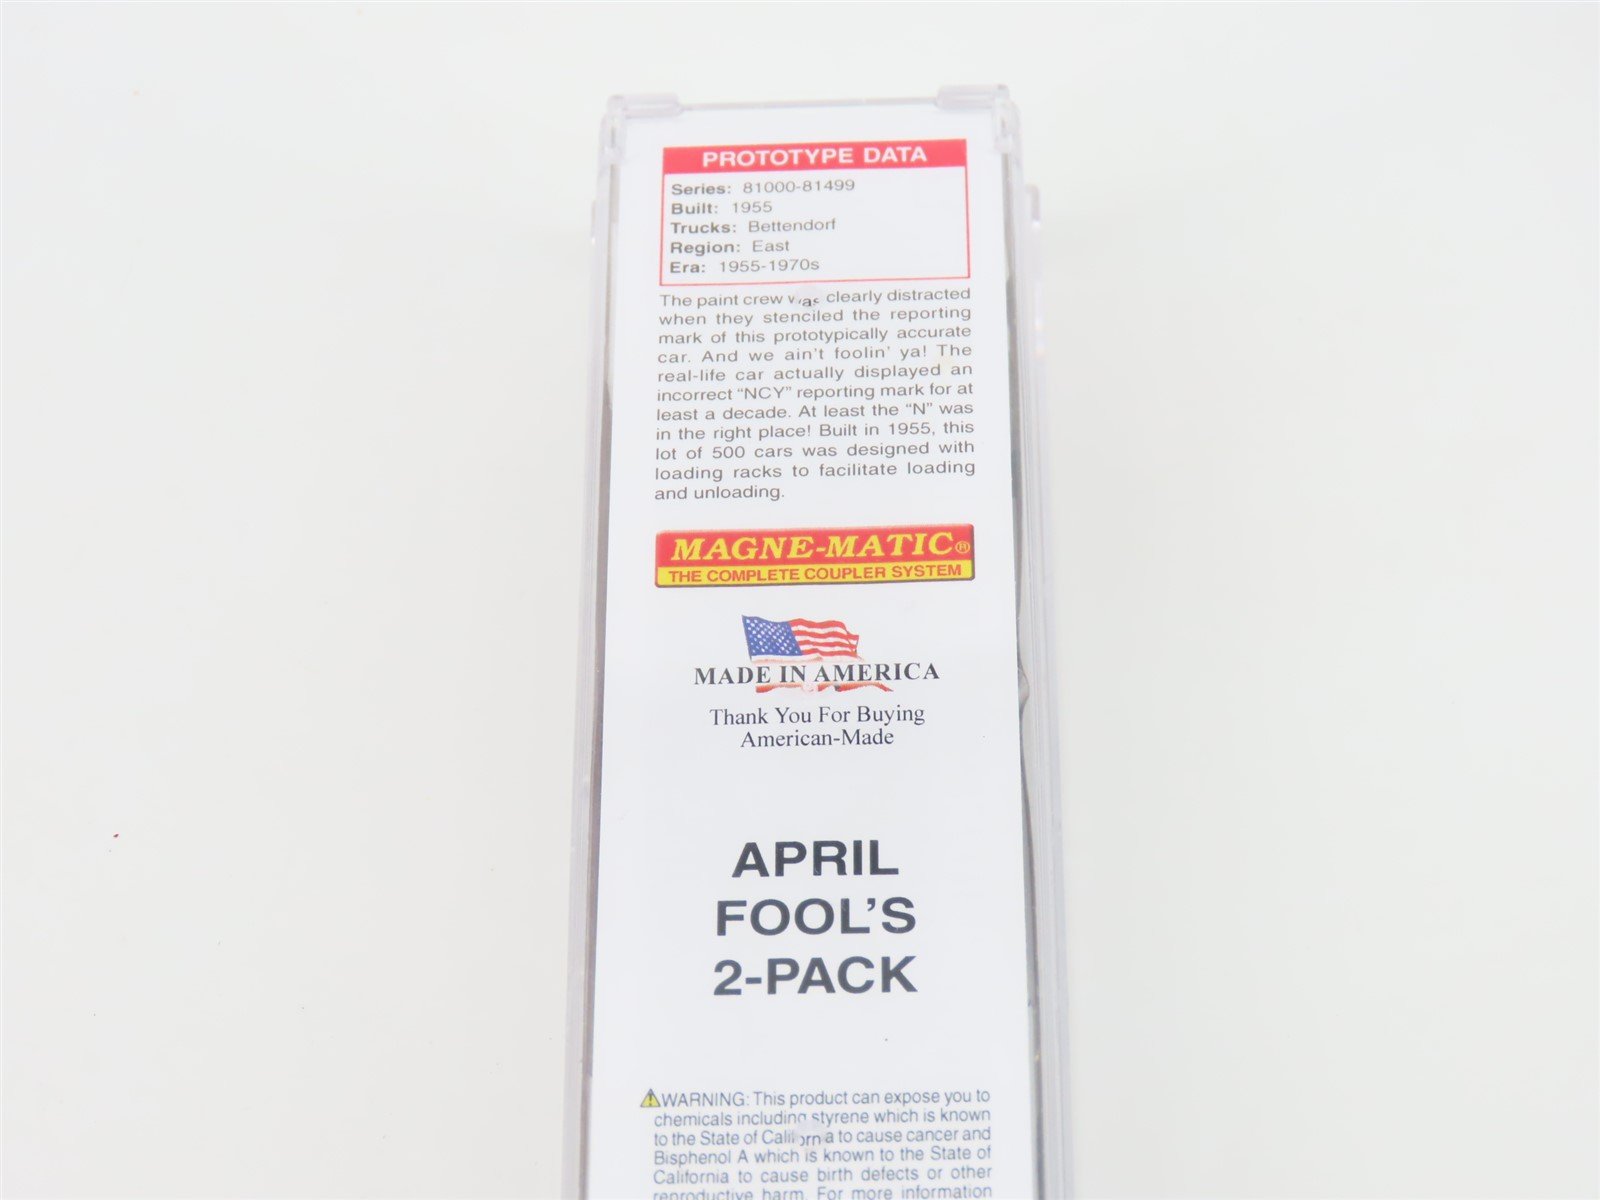 PROTOTYPE DATA
Series: 81000-81499
Built: 1955
Trucks: Bettendorf
Region: East
Era: 1955-1970s
The paint crew was clearly distracted
when they stenciled the reporting
mark of this prototypically accurate
car. And we ain't foolin' ya! The
real-life car actually displayed an
incorrect “NCY” reporting mark for at
least a decade. At least the “N” was
in the right place! Built in 1955, this
lot of 500 cars was designed with
loading racks to facilitate loading
and unloading.
MAGNE-MATIC®
THE COMPLETE COUPLER SYSTEM
MADE IN AMERICA
Thank You For Buying
American-Made
APRIL
FOOL'S
2-PACK
WARNING: This product can expose you to
chemicals including styrene which is known
to the State of California to cause cancer and
Bisphenol A which is known to the State of
California to cause birth defects or other
reproductive harm. For more information